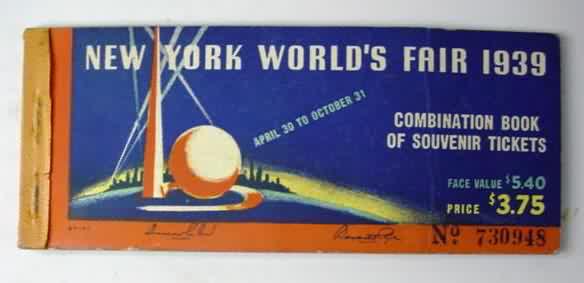 NEW YORK WORLD'S FAIR 1939
APRIL 30 TO OCTOBER 31
COMBINATION BOOK
OF SOUVENIR TICKETS
FACE VALUE $5.40
PRICE $3.75
Nº 730948